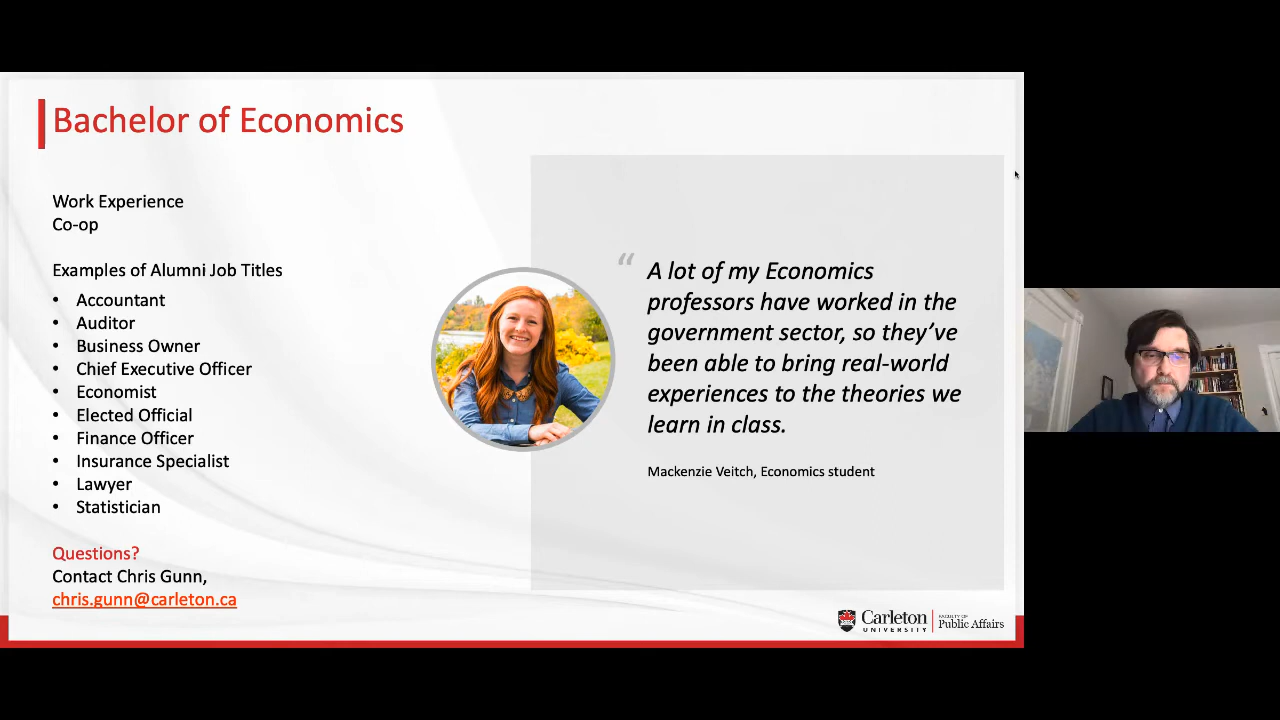 Bachelor of Economics
Work Experience
Co-op
Examples of Alumni Job Titles
• Accountant
• Auditor
• Business Owner
• Chief Executive Officer
• Economist
• Elected Official
• Finance Officer
• Insurance Specialist
• Lawyer
• Statistician
Questions?
Contact Chris Gunn,
chris.gunn@carleton.ca
“ A lot of my Economics
professors have worked in the
government sector, so they’ve
been able to bring real-world
experiences to the theories we
learn in class.
Mackenzie Veitch, Economics student
Carleton
UNIVERSITY
FACULTY OF
Public Affairs